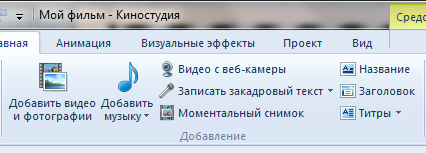 Мой фильм - Киностудия
Средс
авная Анимация Визуальные эффекты Проект Вид
Добавить видео и фотографии
Добавить музыку
Видео с веб-камеры
Записать закадровый текст
Моментальный снимок
Название
Заголовок
Титры
Добавление